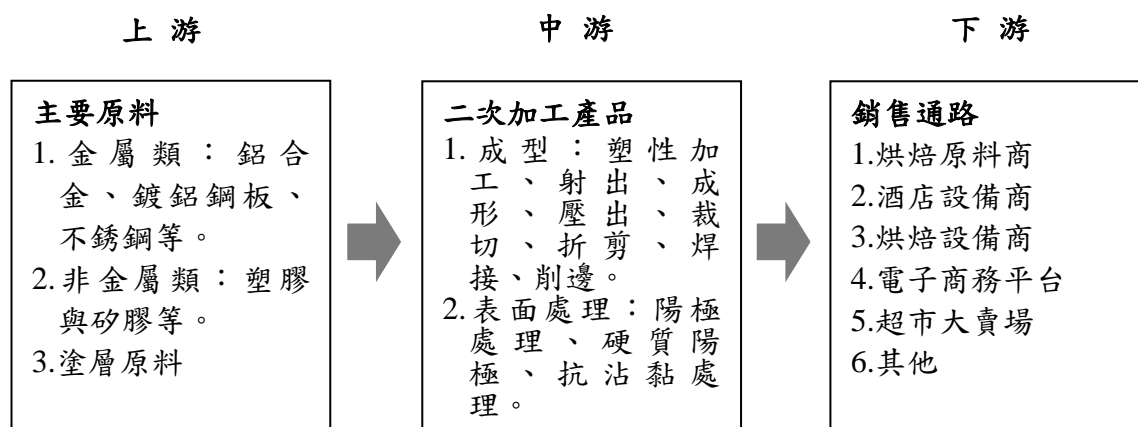 上游
中游
下游
主要原料
1.金屬類：鋁合
金、鍍鋁鋼板、
不銹鋼等。
2.非金屬類：塑膠
與矽膠等。
3.塗層原料
二次加工產品
1.成型：塑性加
工、射出、成
形、壓出、裁
切、折剪、焊
接、削邊。
2.表面處理：陽極
處理、硬質陽
極、抗沾黏處
理。
銷售通路
1.烘焙原料商
2.酒店設備商
3.烘焙設備商
4.電子商務平台
5.超市大賣場
6.其他